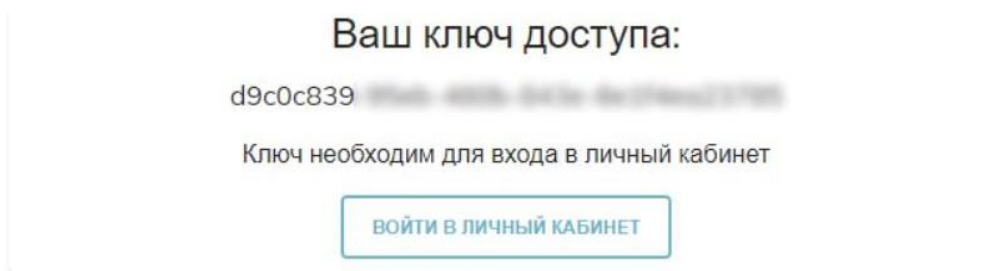 Ваш ключ доступа:
d9c0c839
Ключ необходим для входа в личный кабинет
ВОЙТИ В ЛИЧНЫЙ КАБИНЕТ